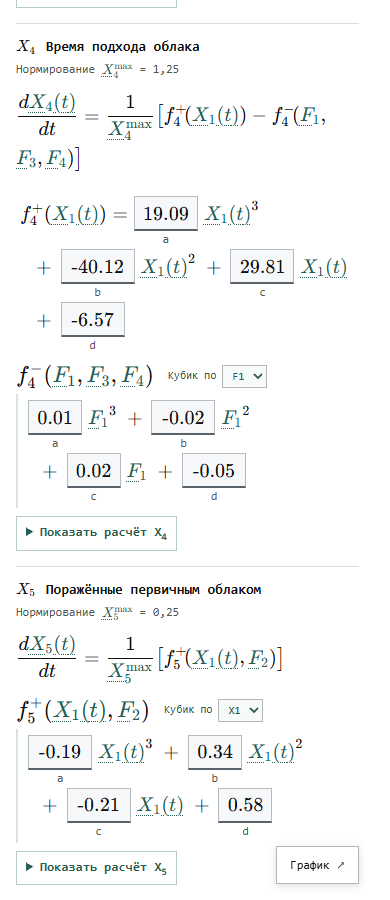 X₄ Время подхода облака
Нормирование X₄ᵐᵃˣ = 1,25
dX₄(t)/dt = 1/X₄ᵐᵃˣ [f₄⁺(X₁(t)) − f₄⁻(F₁,
F₃, F₄)]
f₄⁺(X₁(t)) = 19.09 X₁(t)³
a
+ -40.12 X₁(t)² + 29.81 X₁(t)
b c
+ -6.57
d
f₄⁻(F₁, F₃, F₄) Кубик по F1
0.01 F₁³ + -0.02 F₁²
a b
+ 0.02 F₁ + -0.05
c d
▶ Показать расчёт X₄
X₅ Поражённые первичным облаком
Нормирование X₅ᵐᵃˣ = 0,25
dX₅(t)/dt = 1/X₅ᵐᵃˣ [f₅⁺(X₁(t), F₂)]
f₅⁺(X₁(t), F₂) Кубик по X1
-0.19 X₁(t)³ + 0.34 X₁(t)²
a b
+ -0.21 X₁(t) + 0.58
c d
▶ Показать расчёт X₅
График ↗